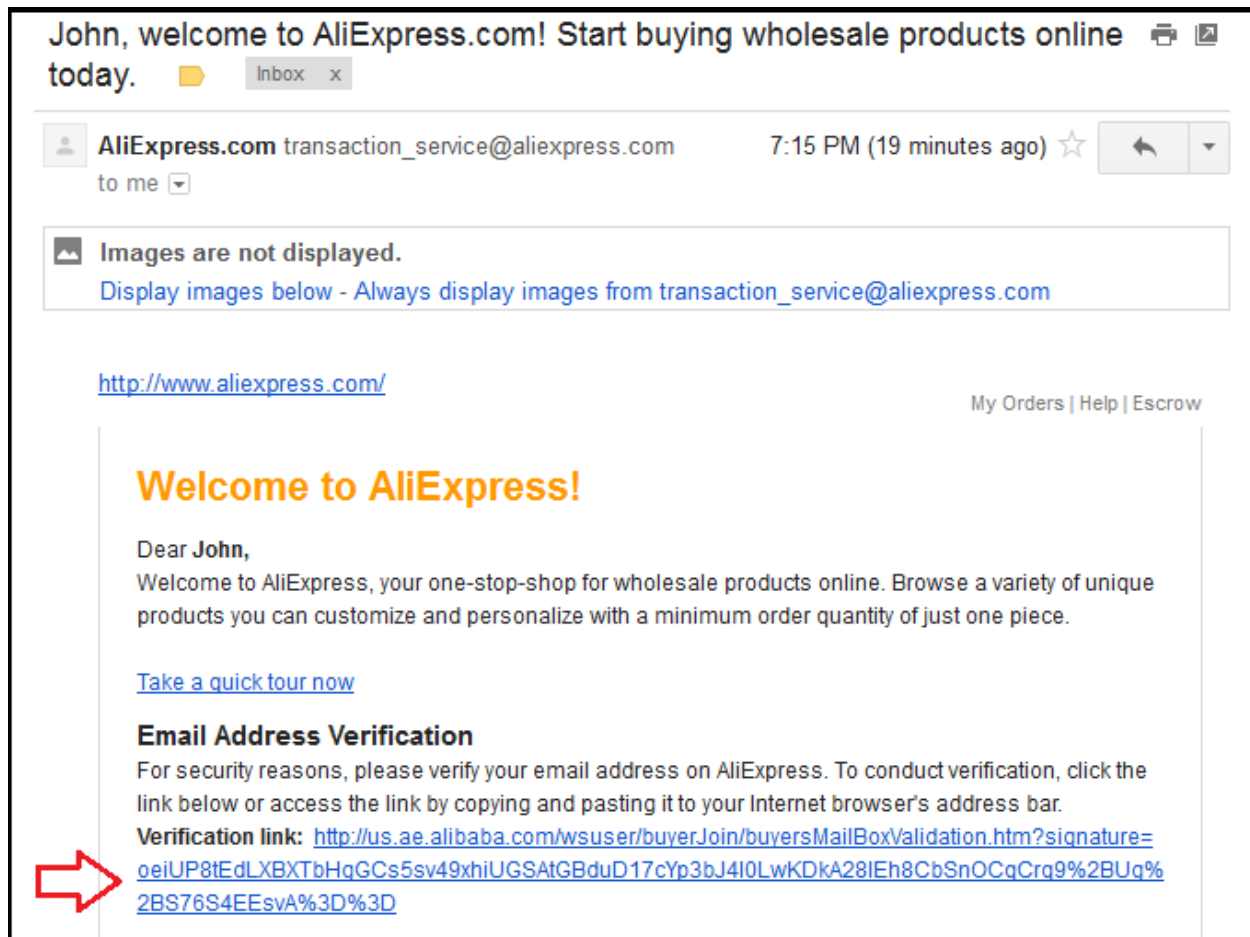 John, welcome to AliExpress.com! Start buying wholesale products online
today. Inbox x
AliExpress.com transaction_service@aliexpress.com 7:15 PM (19 minutes ago)
to me
Images are not displayed.
Display images below - Always display images from transaction_service@aliexpress.com
http://www.aliexpress.com/
My Orders | Help | Escrow
Welcome to AliExpress!
Dear John,
Welcome to AliExpress, your one-stop-shop for wholesale products online. Browse a variety of unique
products you can customize and personalize with a minimum order quantity of just one piece.
Take a quick tour now
Email Address Verification
For security reasons, please verify your email address on AliExpress. To conduct verification, click the
link below or access the link by copying and pasting it to your Internet browser's address bar.
Verification link: http://us.ae.alibaba.com/wsuser/buyerJoin/buyersMailBoxValidation.htm?signature=
oeiUP8tEdLXBXTbHqGCs5sv49xhiUGSAtGBduD17cYp3bJ4I0LwKDkA28IEh8CbSnOCqCrq9%2BUq%
2BS76S4EEsvA%3D%3D